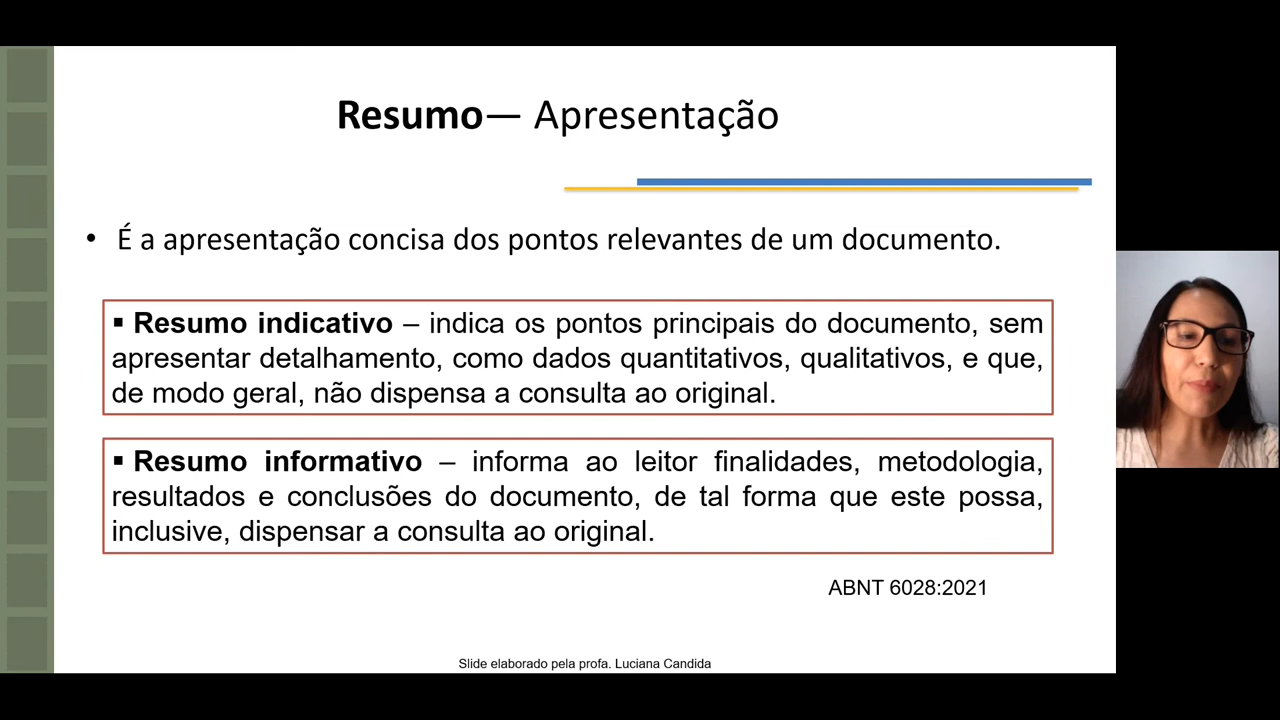 Resumo— Apresentação
• É a apresentação concisa dos pontos relevantes de um documento.
▪ Resumo indicativo – indica os pontos principais do documento, sem
apresentar detalhamento, como dados quantitativos, qualitativos, e que,
de modo geral, não dispensa a consulta ao original.
▪ Resumo informativo – informa ao leitor finalidades, metodologia,
resultados e conclusões do documento, de tal forma que este possa,
inclusive, dispensar a consulta ao original.
ABNT 6028:2021
Slide elaborado pela profa. Luciana Candida